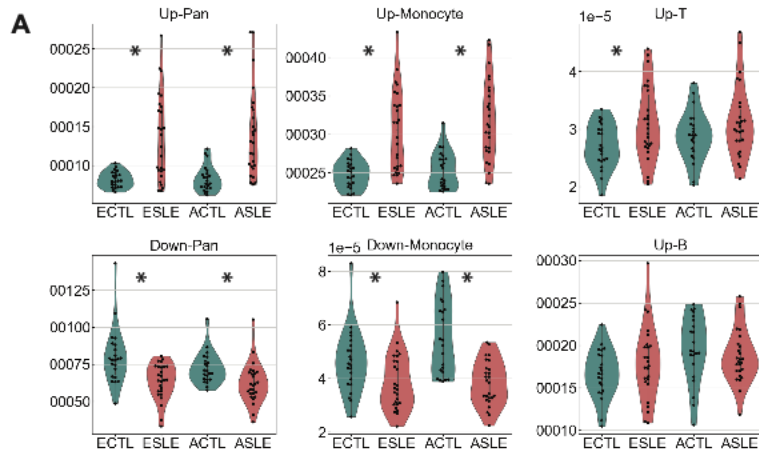 A
Up-Pan
00025
00020
00015
00010
* *
ECTL ESLE ACTL ASLE
Up-Monocyte
00040
00035
00030
00025
* *
ECTL ESLE ACTL ASLE
Up-T
1e-5
4
3
2
*
ECTL ESLE ACTL ASLE
Down-Pan
00125
00100
00075
00050
* *
ECTL ESLE ACTL ASLE
Down-Monocyte
1e-5
8
6
4
2
* *
ECTL ESLE ACTL ASLE
Up-B
00030
00025
00020
00015
00010
ECTL ESLE ACTL ASLE